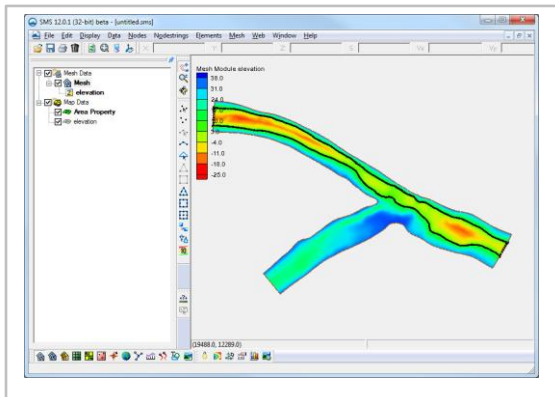 SMS 12.0.1 (32-bit) beta - [untitled.sms]
File Edit Display Data Nodes Nodestrings Elements Mesh Web Window Help
X: Y: Z: S: Vx Vy
Mesh Data
Mesh
elevation
Map Data
Area Property
elevation
Mesh Module elevation
38.0
31.0
24.0
-4.0
-11.0
-18.0
-25.0
(19488.0, 12289.0)